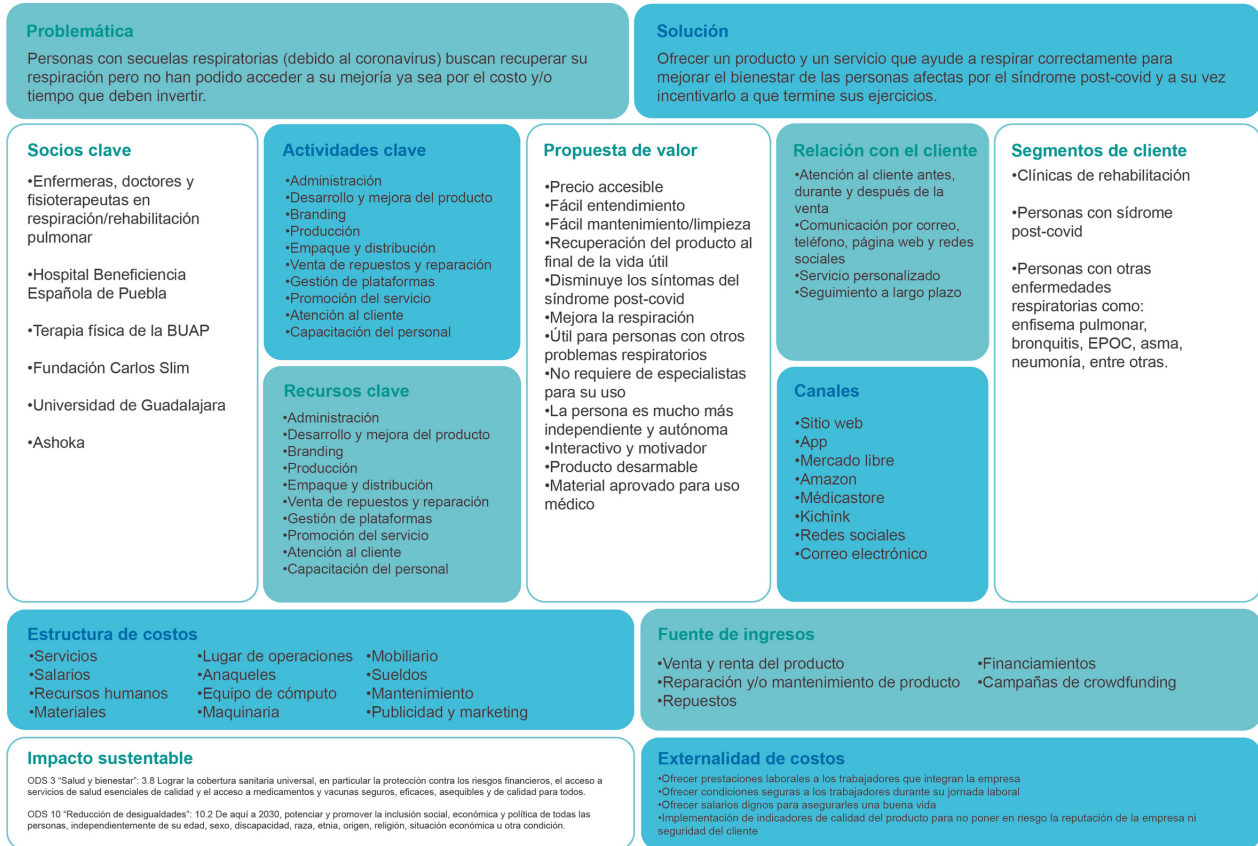 Problemática
Personas con secuelas respiratorias (debido al coronavirus) buscan recuperar su
respiración pero no han podido acceder a su mejoría ya sea por el costo y/o
tiempo que deben invertir.
Solución
Ofrecer un producto y un servicio que ayude a respirar correctamente para
mejorar el bienestar de las personas afectas por el síndrome post-covid y a su vez
incentivarlo a que termine sus ejercicios.
Socios clave
•Enfermeras, doctores y
fisioterapeutas en
respiración/rehabilitación
pulmonar
•Hospital Beneficiencia
Española de Puebla
•Terapia física de la BUAP
•Fundación Carlos Slim
•Universidad de Guadalajara
•Ashoka
Actividades clave
•Administración
•Desarrollo y mejora del producto
•Branding
•Producción
•Empaque y distribución
•Venta de repuestos y reparación
•Gestión de plataformas
•Promoción del servicio
•Atención al cliente
•Capacitación del personal
Recursos clave
•Administración
•Desarrollo y mejora del producto
•Branding
•Producción
•Empaque y distribución
•Venta de repuestos y reparación
•Gestión de plataformas
•Promoción del servicio
•Atención al cliente
•Capacitación del personal
Propuesta de valor
•Precio accesible
•Fácil entendimiento
•Fácil mantenimiento/limpieza
•Recuperación del producto al
final de la vida útil
•Disminuye los síntomas del
síndrome post-covid
•Mejora la respiración
•Útil para personas con otros
problemas respiratorios
•No requiere de especialistas
para su uso
•La persona es mucho más
independiente y autónoma
•Interactivo y motivador
•Producto desarmable
•Material aprovado para uso
médico
Relación con el cliente
•Atención al cliente antes,
durante y después de la
venta
•Comunicación por correo,
teléfono, página web y redes
sociales
•Servicio personalizado
•Seguimiento a largo plazo
Canales
•Sitio web
•App
•Mercado libre
•Amazon
•Médicastore
•Kichink
•Redes sociales
•Correo electrónico
Segmentos de cliente
•Clínicas de rehabilitación
•Personas con sídrome
post-covid
•Personas con otras
enfermedades
respiratorias como:
enfisema pulmonar,
bronquitis, EPOC, asma,
neumonía, entre otras.
Estructura de costos
•Servicios
•Salarios
•Recursos humanos
•Materiales
•Lugar de operaciones
•Anaqueles
•Equipo de cómputo
•Maquinaria
•Mobiliario
•Sueldos
•Mantenimiento
•Publicidad y marketing
Fuente de ingresos
•Venta y renta del producto
•Reparación y/o mantenimiento de producto
•Repuestos
•Financiamientos
•Campañas de crowdfunding
Impacto sustentable
ODS 3 “Salud y bienestar”: 3.8 Lograr la cobertura sanitaria universal, en particular la protección contra los riesgos financieros, el acceso a
servicios de salud esenciales de calidad y el acceso a medicamentos y vacunas seguros, eficaces, asequibles y de calidad para todos.
ODS 10 “Reducción de desigualdades”: 10.2 De aquí a 2030, potenciar y promover la inclusión social, económica y política de todas las
personas, independientemente de su edad, sexo, discapacidad, raza, etnia, origen, religión, situación económica u otra condición.
Externalidad de costos
•Ofrecer prestaciones laborales a los trabajadores que integran la empresa
•Ofrecer condiciones seguras a los trabajadores durante su jornada laboral
•Ofrecer salarios dignos para asegurarles una buena vida
•Implementación de indicadores de calidad del producto para no poner en riesgo la reputación de la empresa ni
seguridad del cliente